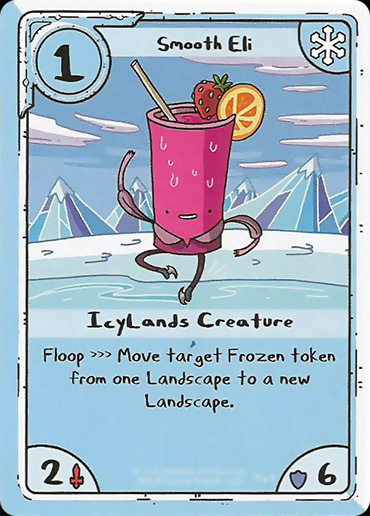 1
Smooth Eli
IcyLands Creature
Floop >>> Move target Frozen token
from one Landscape to a new
Landscape.
2
6